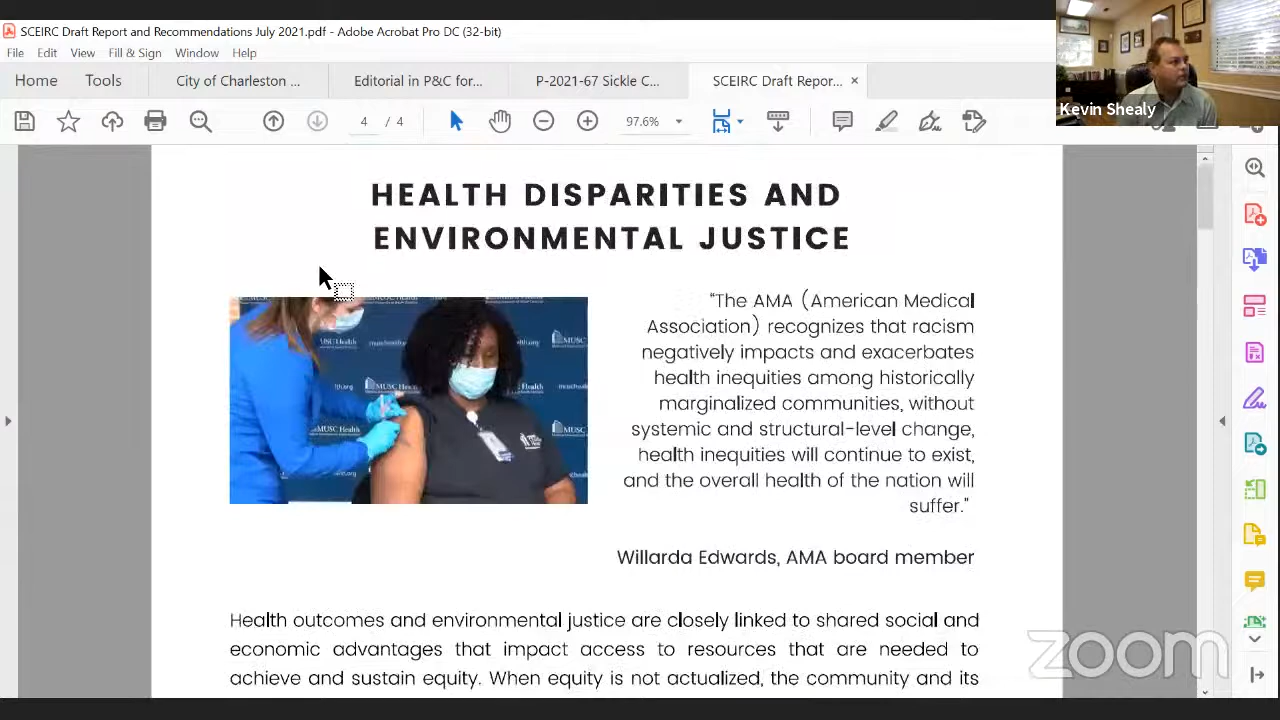 SCEIRC Draft Report and Recommendations July 2021.pdf - Adobe Acrobat Pro DC (32-bit)
File Edit View Fill & Sign Window Help
Home Tools City of Charleston ... Editorial in P&C for... P-2021-67 Sickle C... SCEIRC Draft Repor... ×
4 / 4 97.6%
Kevin Shealy
HEALTH DISPARITIES AND
ENVIRONMENTAL JUSTICE
MUSC Health
MUSC Health
MUSC Health
"The AMA (American Medical
Association) recognizes that racism
negatively impacts and exacerbates
health inequities among historically
marginalized communities, without
systemic and structural-level change,
health inequities will continue to exist,
and the overall health of the nation will
suffer."
Willarda Edwards, AMA board member
Health outcomes and environmental justice are closely linked to shared social and
economic advantages that impact access to resources that are needed to
achieve and sustain equity. When equity is not actualized, the community and its
zoom